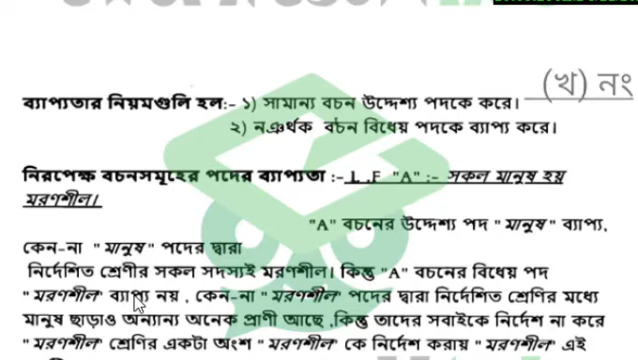 (খ) নং
ব্যাপ্যতার নিয়মগুলি হল:- ১) সামান্য বচন উদ্দেশ্য পদকে করে।
২) নঞর্থক বচন বিধেয় পদকে ব্যাপ্য করে।
নিরপেক্ষ বচনসমূহের পদের ব্যাপ্যতা :- L .F "A" :- সকল মানুষ হয়
মরণশীল।
"A" বচনের উদ্দেশ্য পদ " মানুষ " ব্যাপ্য,
কেন-না " মানুষ " পদের দ্বারা
নির্দেশিত শ্রেণীর সকল সদস্যই মরণশীল। কিন্তু "A" বচনের বিধেয় পদ
" মরণশীল" ব্যাপ্য নয় , কেন-না " মরণশীল" পদের দ্বারা নির্দেশিত শ্রেণির মধ্যে
মানুষ ছাড়াও অন্যান্য অনেক প্রাণী আছে ,কিন্তু তাদের সবাইকে নির্দেশ না করে
" মরণশীল" শ্রেণির একটা অংশ " মরণশীল" কে নির্দেশ করায় " মরণশীল" এই